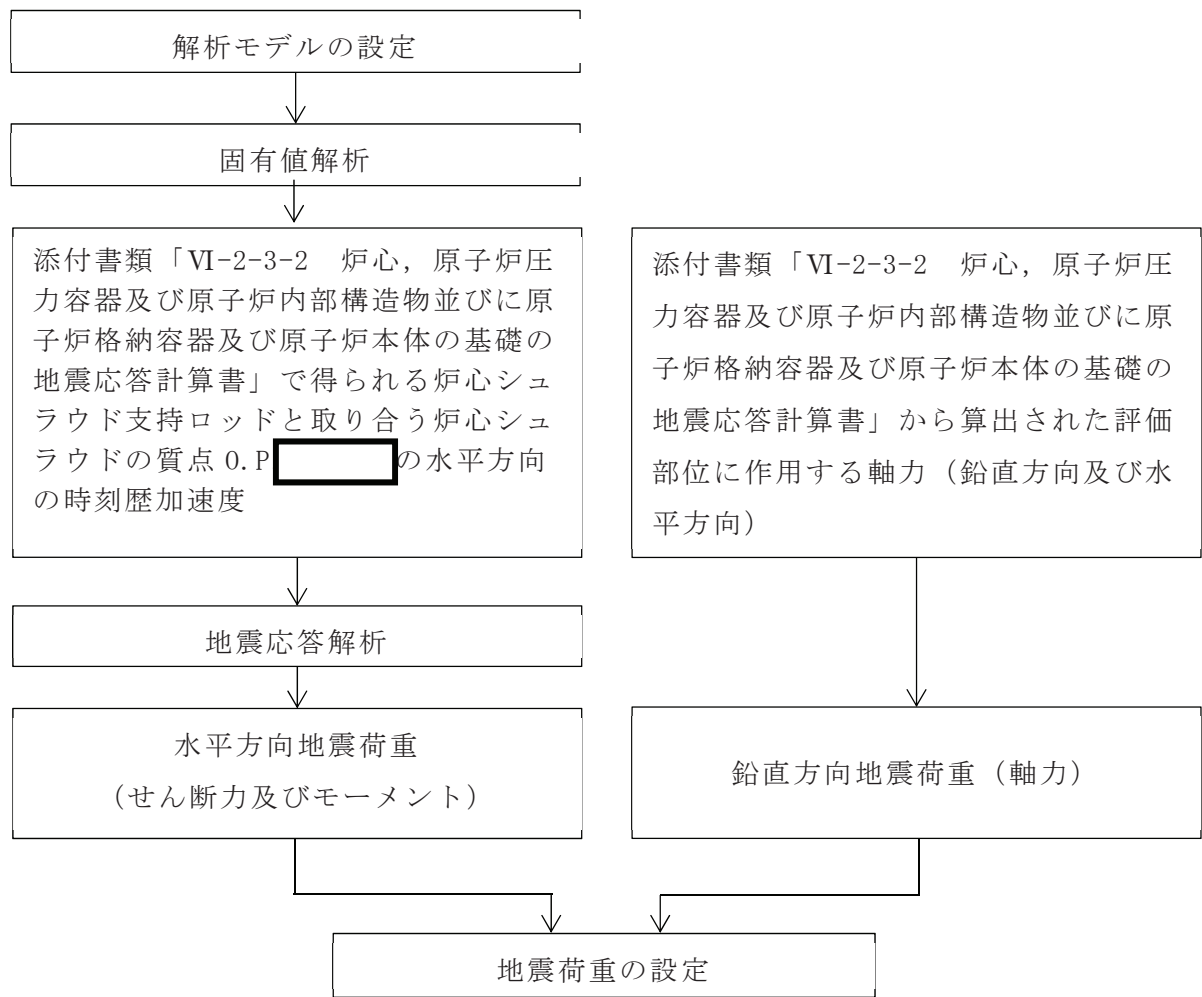 解析モデルの設定
固有値解析
添付書類「Ⅵ-2-3-2　炉心，原子炉圧
力容器及び原子炉内部構造物並びに原
子炉格納容器及び原子炉本体の基礎の
地震応答計算書」で得られる炉心シュ
ラウド支持ロッドと取り合う炉心シュ
ラウドの質点 O.P の水平方向
の時刻歴加速度
添付書類「Ⅵ-2-3-2　炉心，原子炉圧
力容器及び原子炉内部構造物並びに原
子炉格納容器及び原子炉本体の基礎の
地震応答計算書」から算出された評価
部位に作用する軸力（鉛直方向及び水
平方向）
地震応答解析
水平方向地震荷重
（せん断力及びモーメント）
鉛直方向地震荷重（軸力）
地震荷重の設定